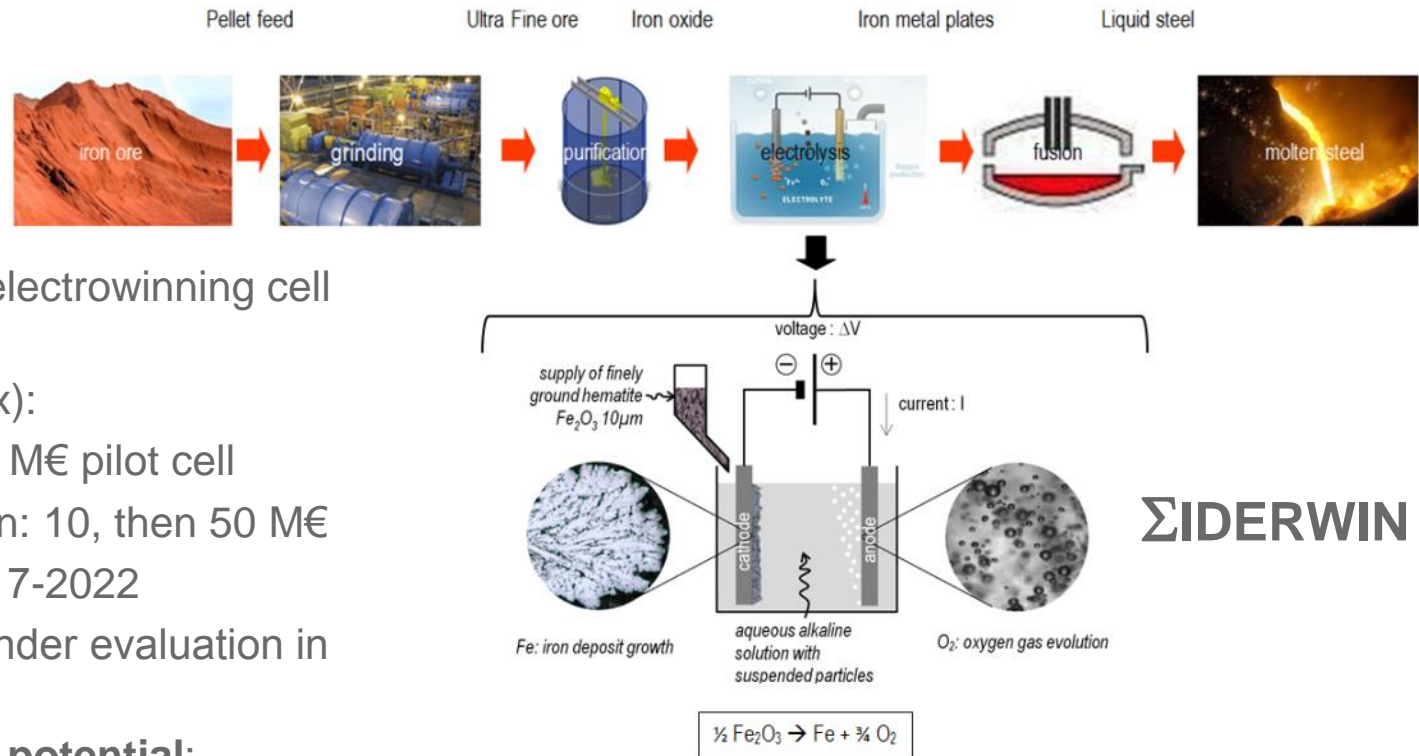 Pellet feed
Ultra Fine ore
Iron oxide
Iron metal plates
Liquid steel
iron ore
grinding
purification
electrolysis
fusion
molten steel
ELECTROLYTE
electrowinning cell
x):
M€ pilot cell
n: 10, then 50 M€
7-2022
nder evaluation in
potential:
voltage : ΔV
supply of finely
ground hematite
Fe₂O₃ 10µm
current : I
cathode
anode
Fe: iron deposit growth
aqueous alkaline
solution with
suspended particles
O₂: oxygen gas evolution
½ Fe₂O₃ → Fe + ¾ O₂
ΣIDERWIN